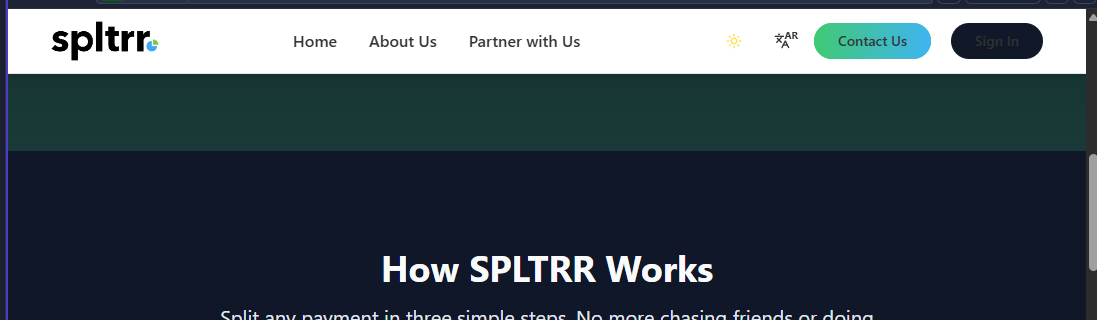 spltrr
Home About Us Partner with Us AR Contact Us Sign In
How SPLTRR Works
Split any payment in three simple steps. No more chasing friends or doing